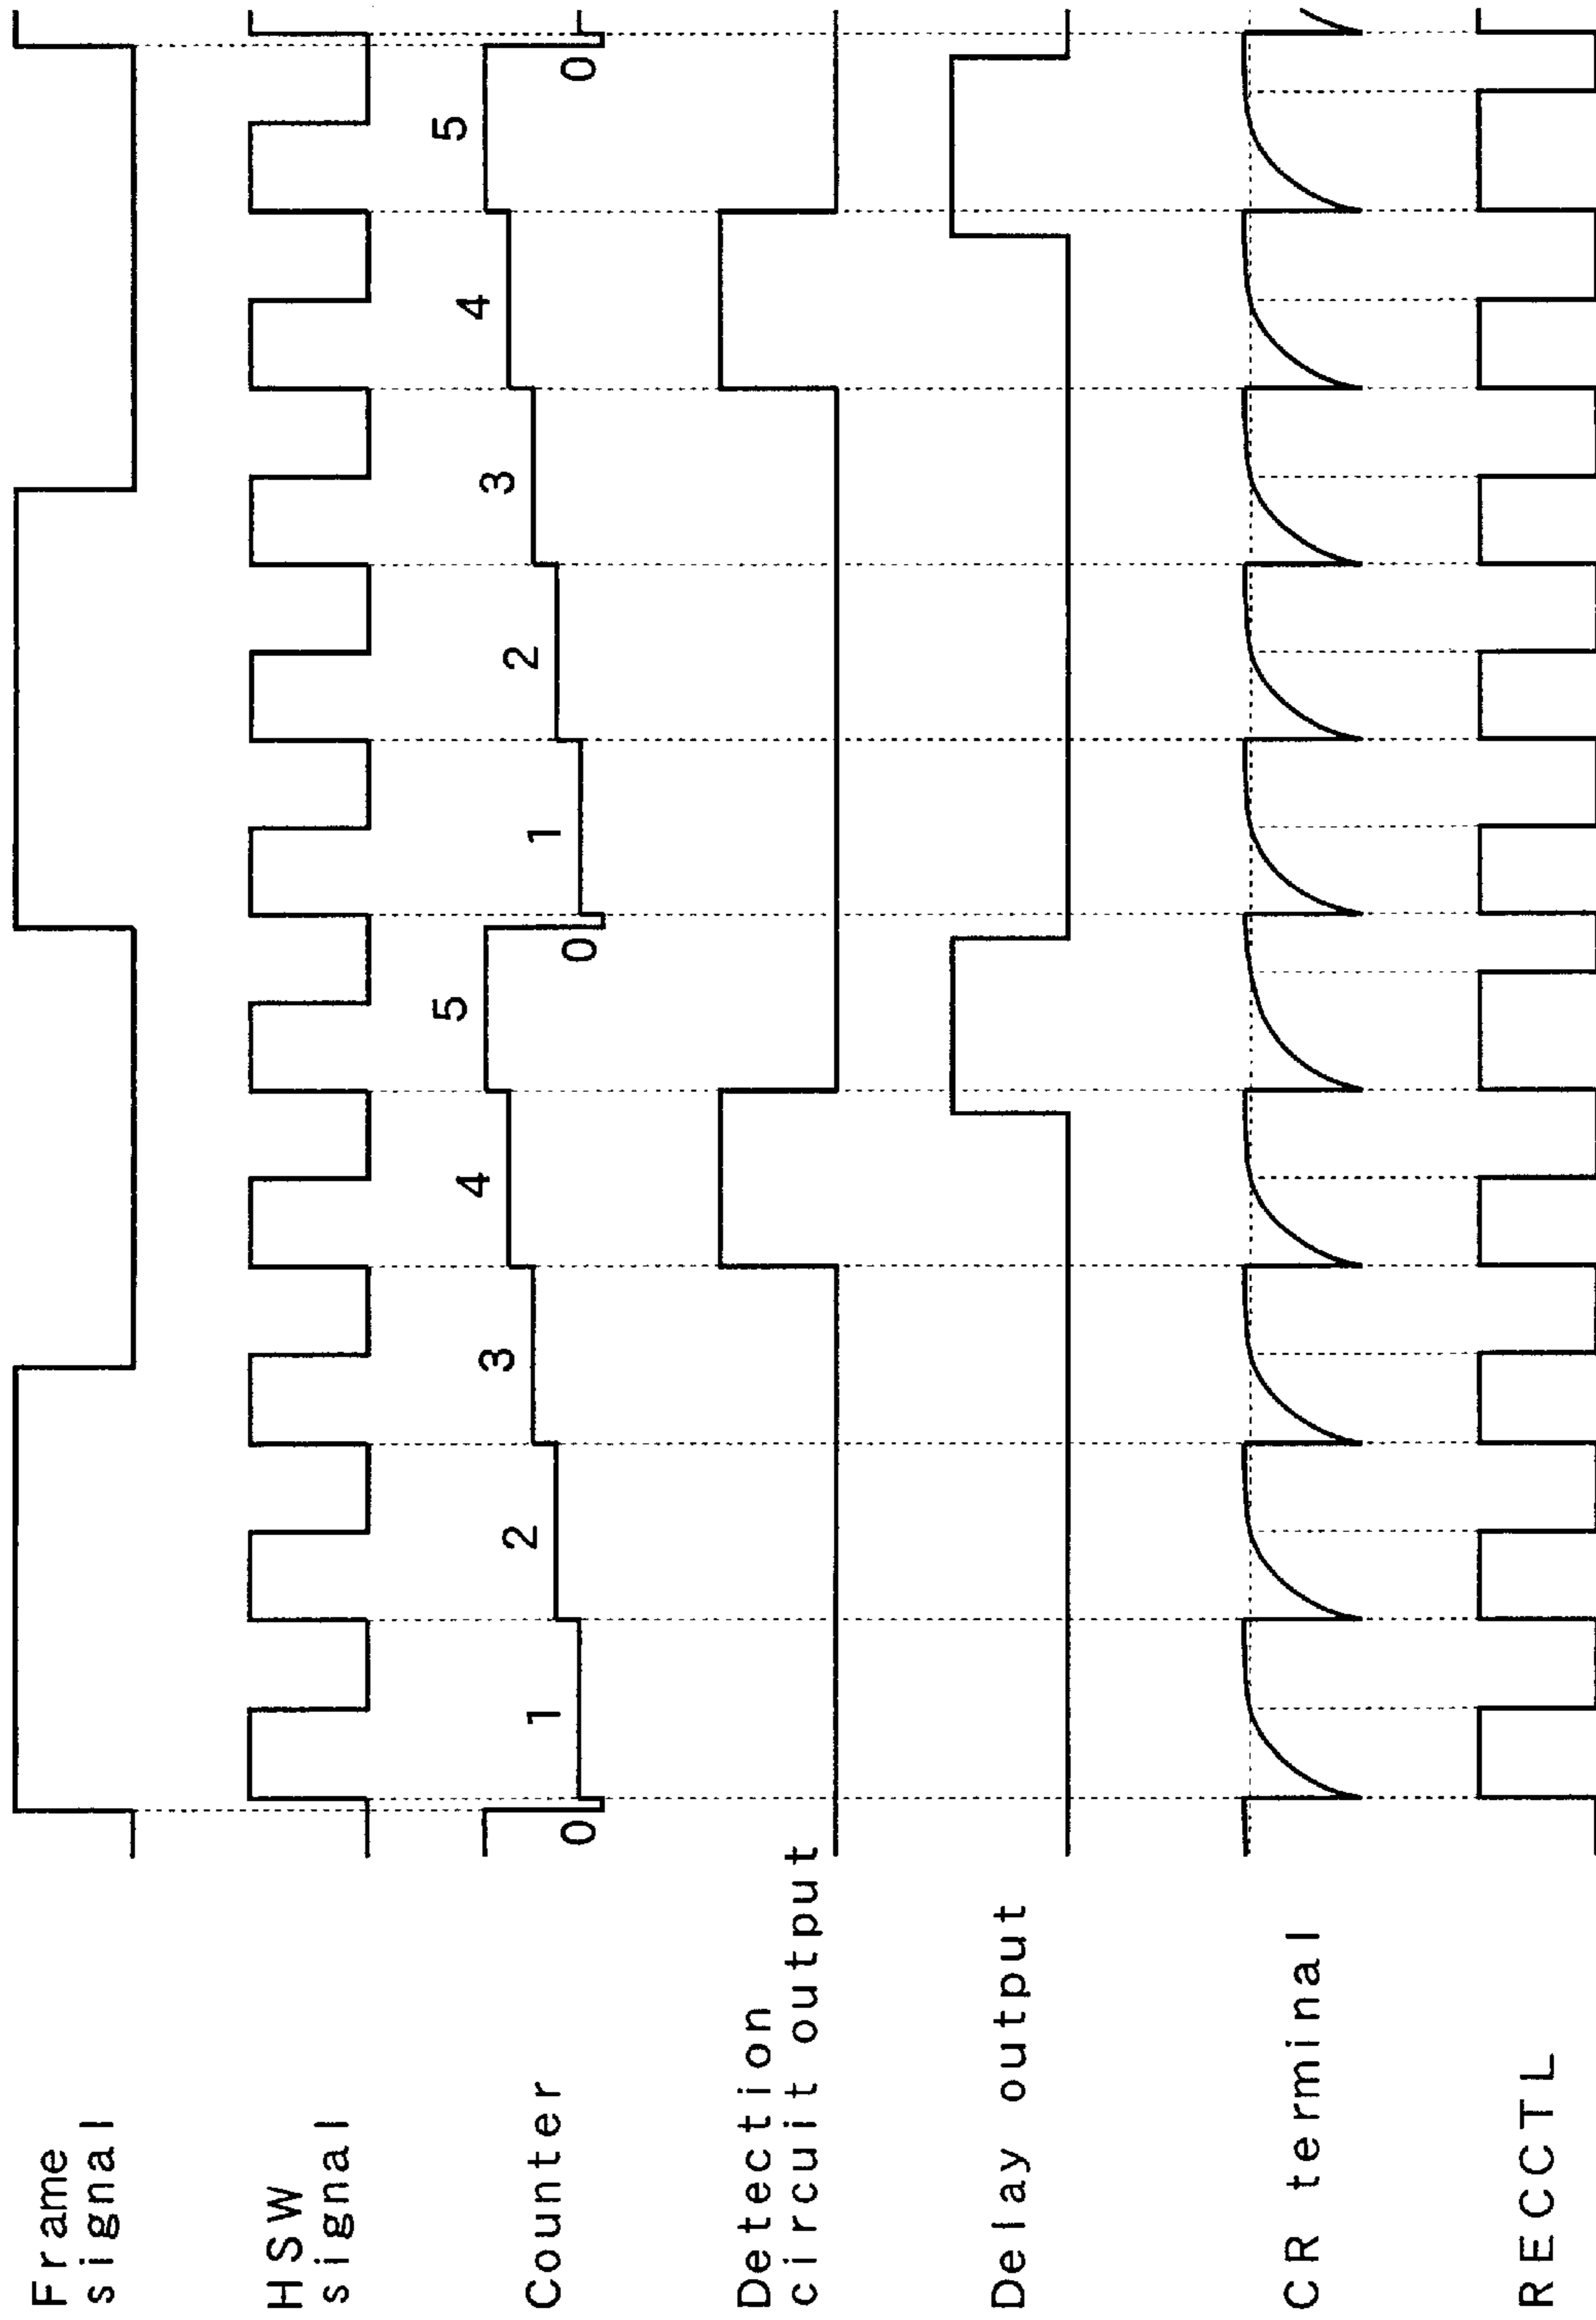 Frame
signal
HSW
signal
0
1
2
3
4
5
0
1
2
3
4
5
0
Counter
Detection
circuit output
Delay output
CR terminal
RECCTL